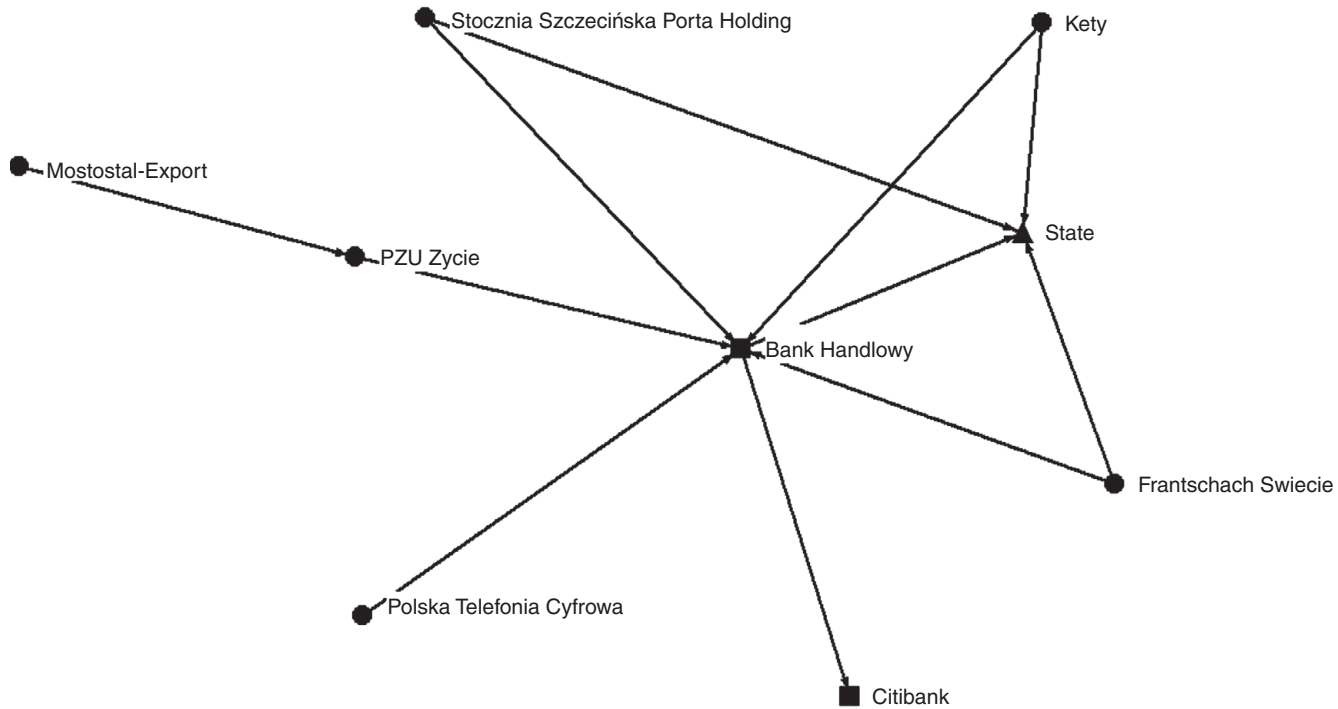 Stocznia Szczecińska Porta Holding
Kety
Mostostal-Export
State
PZU Zycie
Bank Handlowy
Frantschach Swiecie
Polska Telefonia Cyfrowa
Citibank